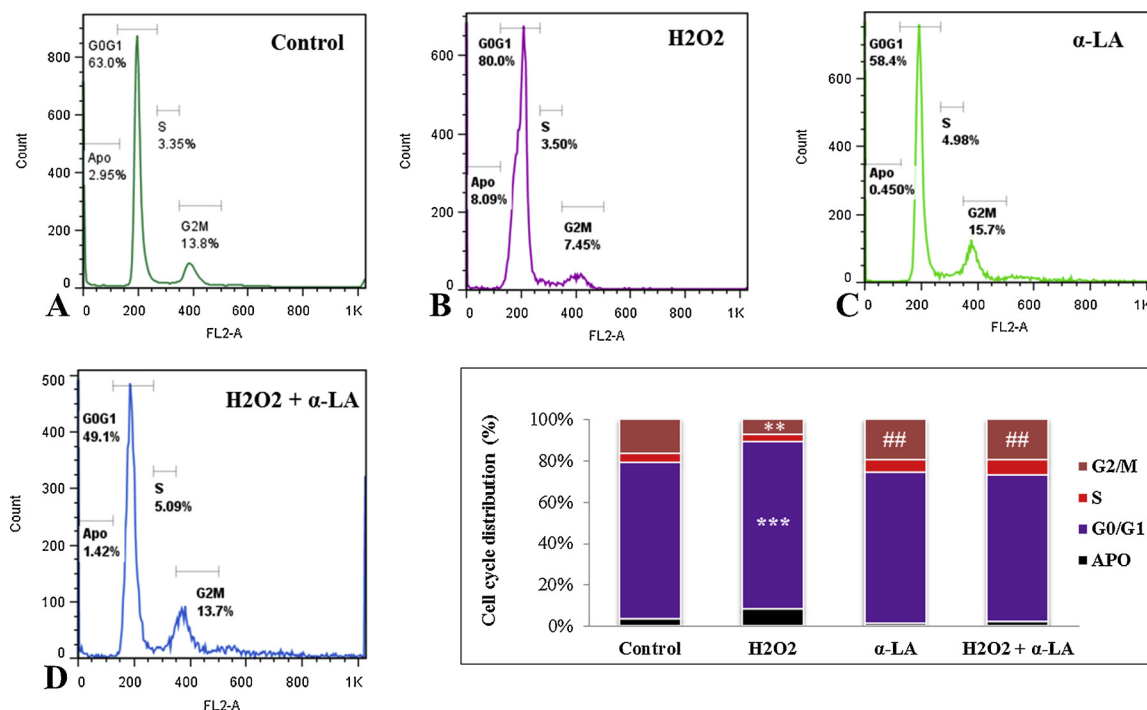 Control
G0G1
63.0%
S
3.35%
Apo
2.95%
G2M
13.8%
800
600
400
200
0
Count
0 200 400 600 800 1K
FL2-A
A
H2O2
G0G1
80.0%
S
3.50%
Apo
8.09%
G2M
7.45%
600
400
200
0
Count
0 200 400 600 800 1K
FL2-A
B
α-LA
G0G1
58.4%
S
4.98%
Apo
0.450%
G2M
15.7%
600
400
200
0
Count
0 200 400 600 800 1K
FL2-A
C
H2O2 + α-LA
G0G1
49.1%
S
5.09%
Apo
1.42%
G2M
13.7%
500
400
300
200
100
0
Count
0 200 400 600 800 1K
FL2-A
D
Cell cycle distribution (%)
100%
80%
60%
40%
20%
0%
**
***
##
##
Control H2O2 α-LA H2O2 + α-LA
G2/M
S
G0/G1
APO